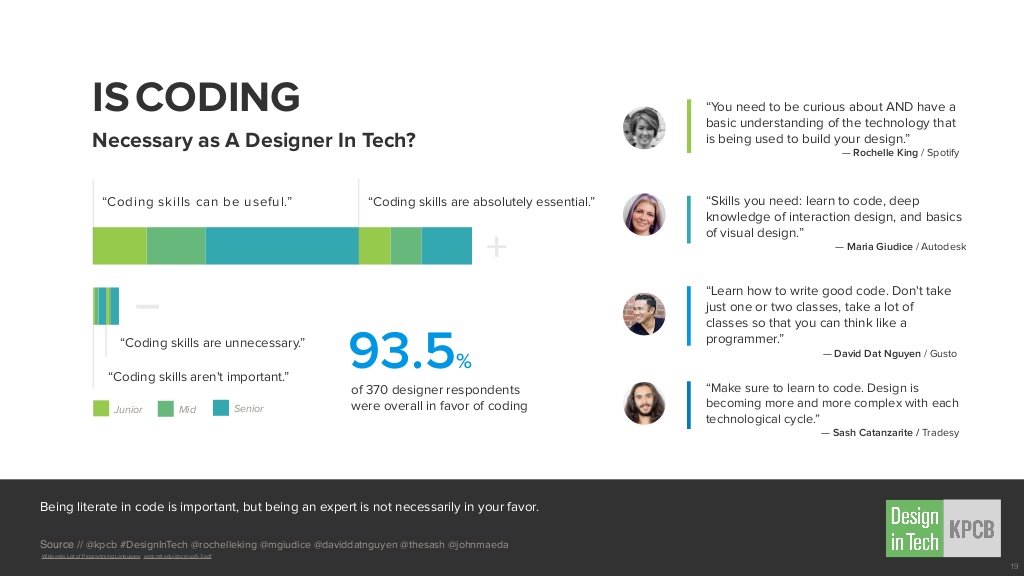 IS CODING
Necessary as A Designer In Tech?
“Coding skills can be useful.”
“Coding skills are absolutely essential.”
+
“Coding skills are unnecessary.”
“Coding skills aren't important.”
Junior
Mid
Senior
93.5%
of 370 designer respondents
were overall in favor of coding
“You need to be curious about AND have a
basic understanding of the technology that
is being used to build your design.”
— Rochelle King / Spotify
“Skills you need: learn to code, deep
knowledge of interaction design, and basics
of visual design.”
— Maria Giudice / Autodesk
“Learn how to write good code. Don't take
just one or two classes, take a lot of
classes so that you can think like a
programmer.”
— David Dat Nguyen / Gusto
“Make sure to learn to code. Design is
becoming more and more complex with each
technological cycle.”
— Sash Catanzarite / Tradesy
Being literate in code is important, but being an expert is not necessarily in your favor.
Source // @kpcb #DesignInTech @rochelleking @mgiudice @daviddatnguyen @thesash @johnmaeda
Design
in Tech
KPCB
19